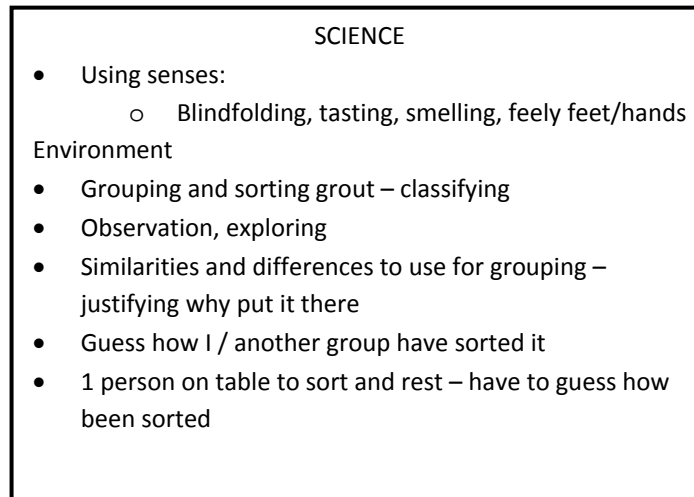 SCIENCE
• Using senses:
o Blindfolding, tasting, smelling, feely feet/hands
Environment
• Grouping and sorting grout – classifying
• Observation, exploring
• Similarities and differences to use for grouping –
justifying why put it there
• Guess how I / another group have sorted it
• 1 person on table to sort and rest – have to guess how
been sorted